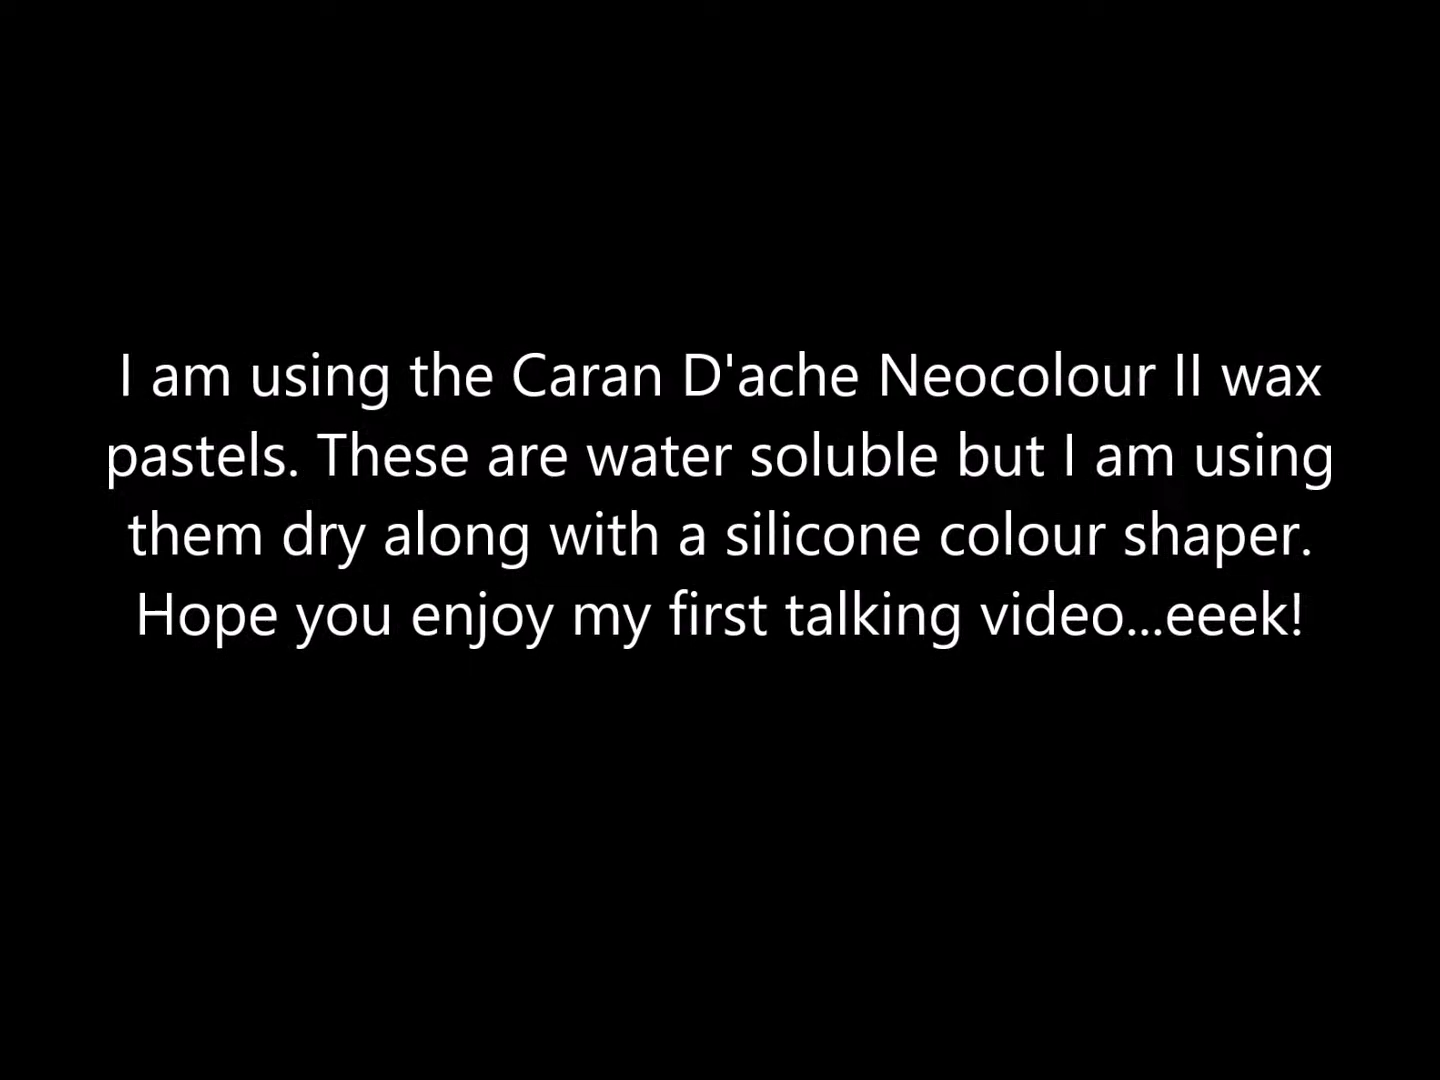 I am using the Caran D'ache Neocolour II wax
pastels. These are water soluble but I am using
them dry along with a silicone colour shaper.
Hope you enjoy my first talking video...eeek!